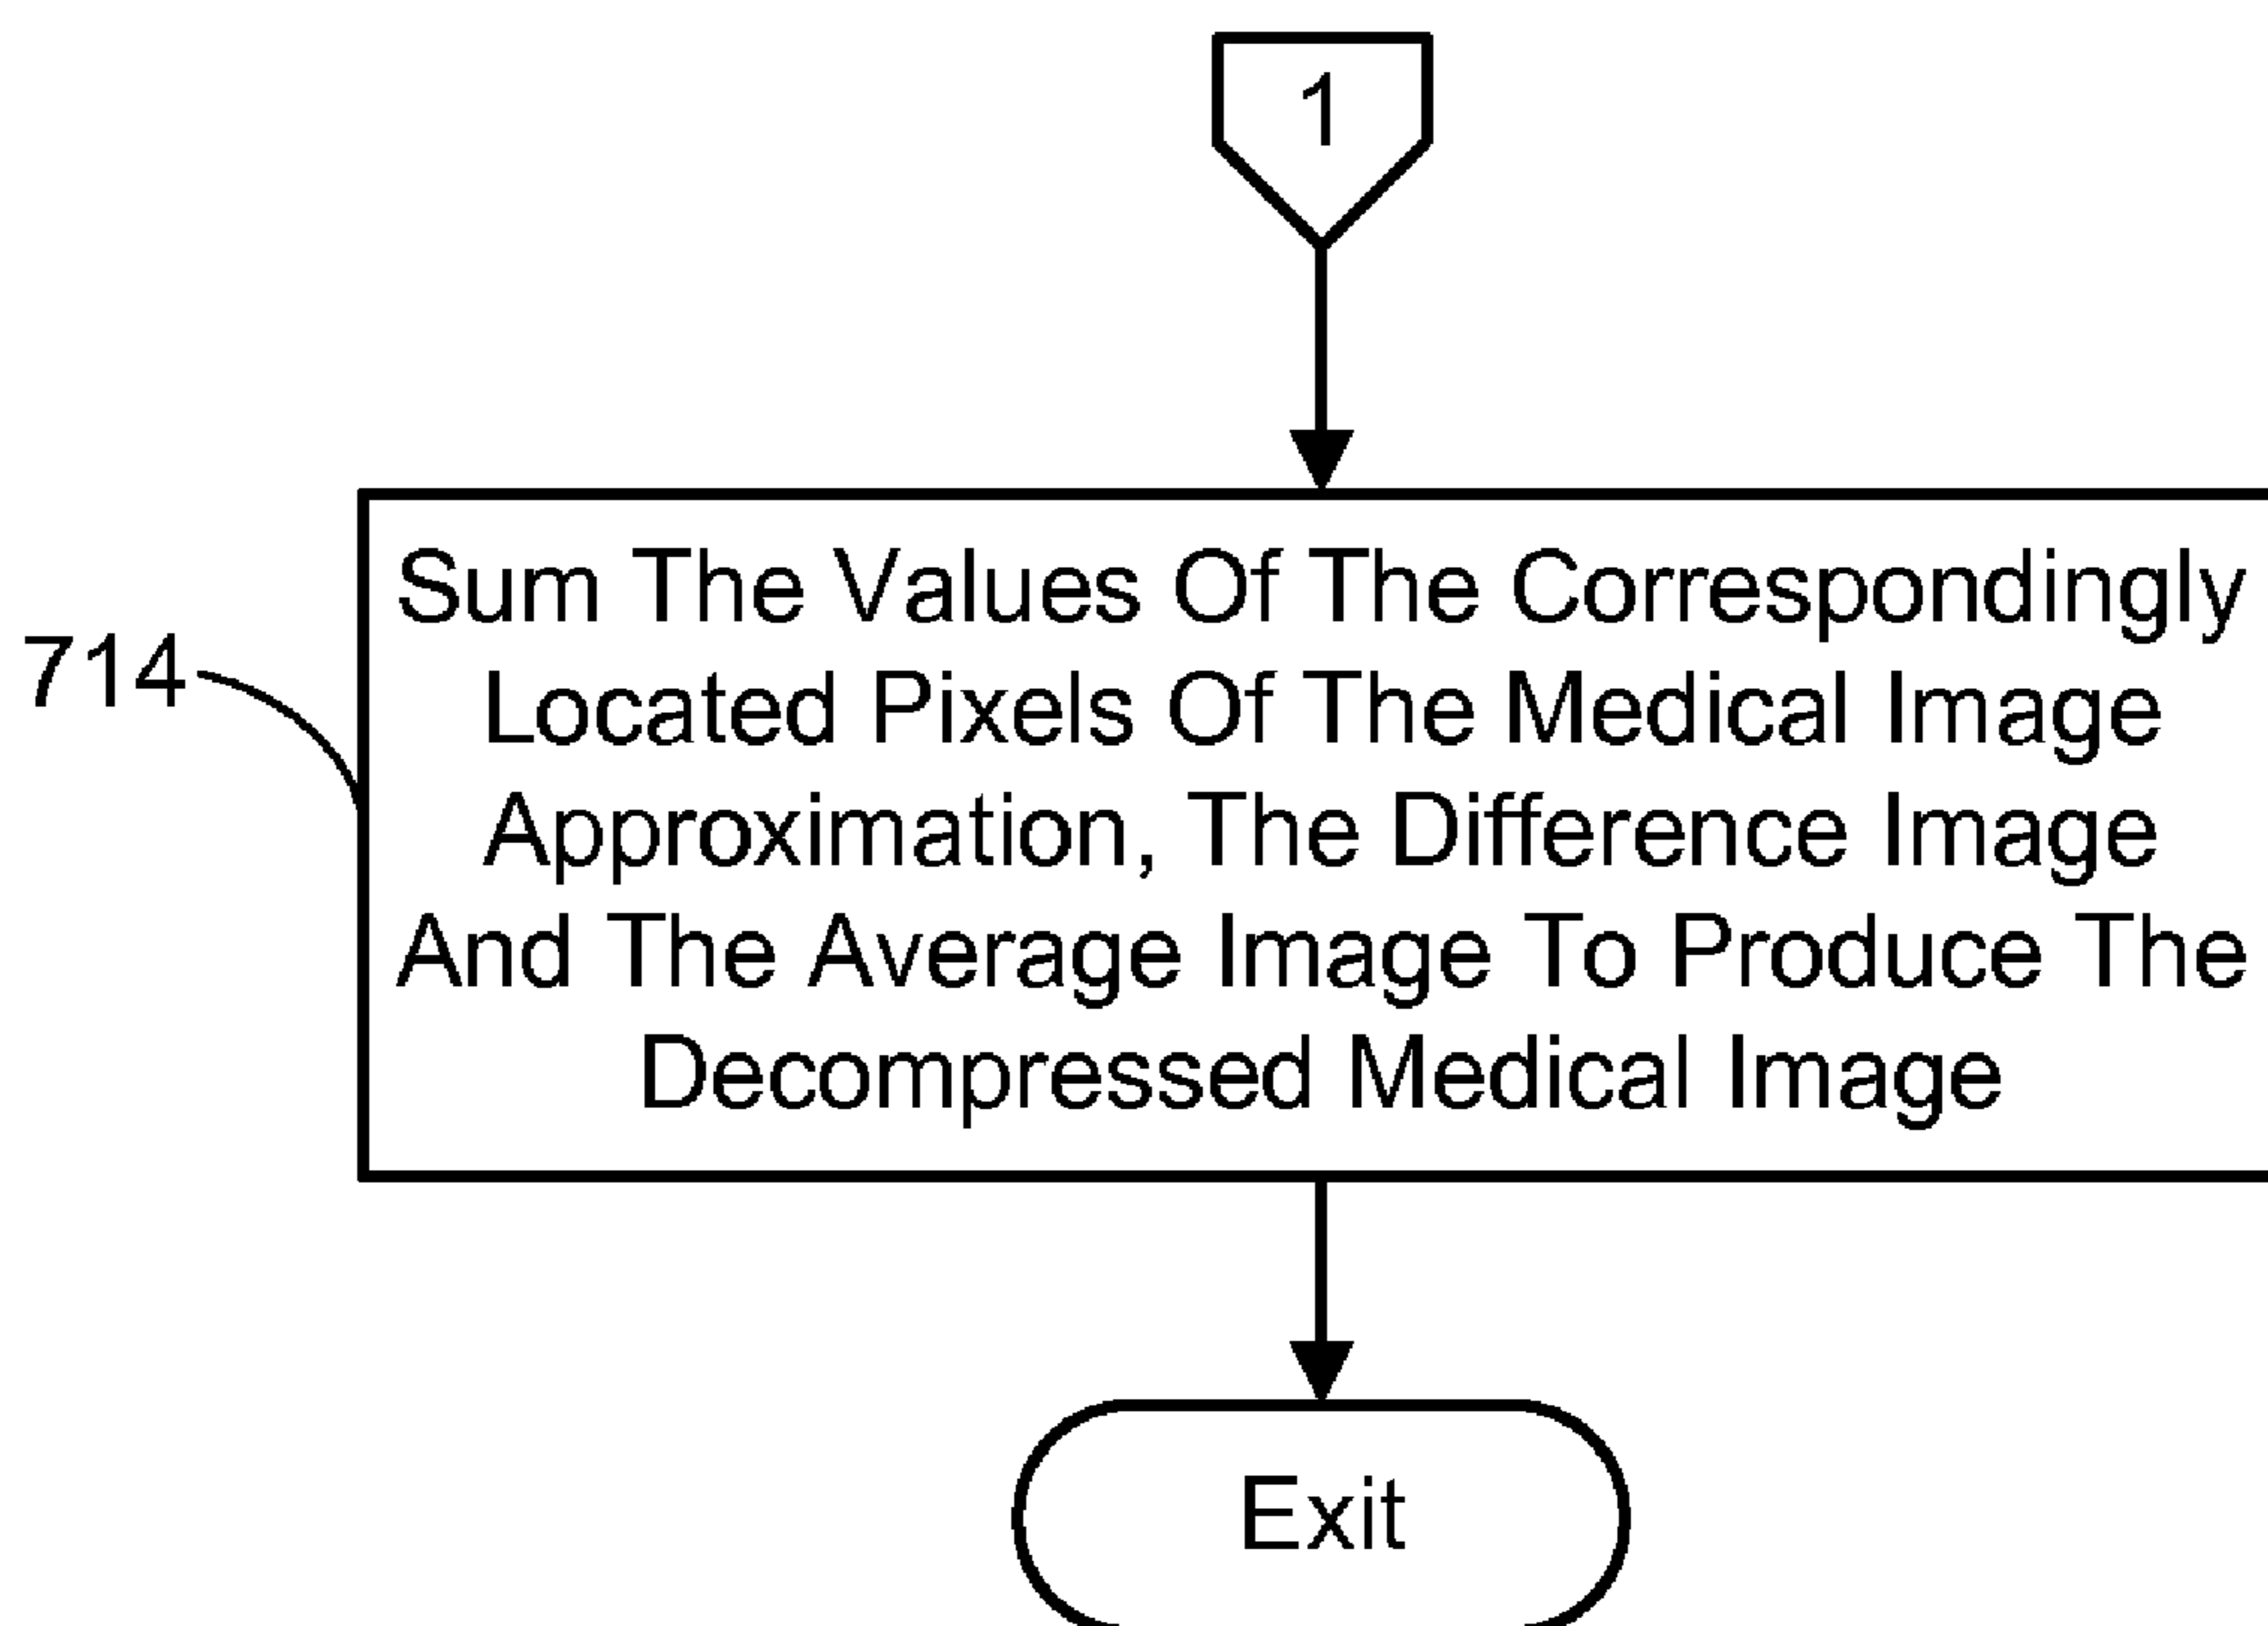 1
Sum The Values Of The Correspondingly
714
Located Pixels Of The Medical Image
Approximation, The Difference Image
And The Average Image To Produce The
Decompressed Medical Image
Exit